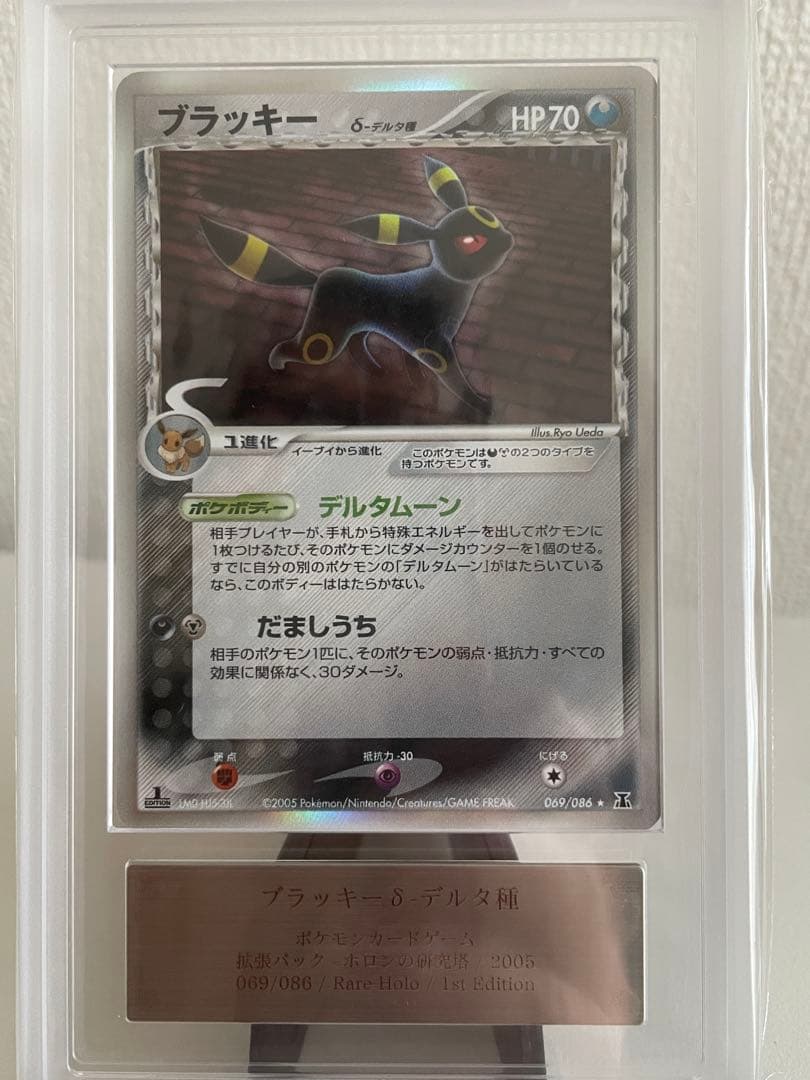 ブラッキー δ-デルタ種 HP70
Illus.Ryo Ueda
1進化 イーブイから進化
このポケモンはの2つのタイプを
持つポケモンです。
ポケボディー デルタムーン
相手プレイヤーが、手札から特殊エネルギーを出してポケモンに
1枚つけるたび、そのポケモンにダメージカウンターを1個のせる。
すでに自分の別のポケモンの「デルタムーン」がはたらいている
なら、このボディーははたらかない。
だましうち
相手のポケモン1匹に、そのポケモンの弱点・抵抗力・すべての
効果に関係なく、30ダメージ。
弱点 抵抗力 -30 にげる
1 EDITION ©2005 Pokémon/Nintendo/Creatures/GAME FREAK 069/086 ★
ブラッキー δ -デルタ種
ポケモンカードゲーム
拡張パック -ホロンの研究塔 / 2005
069/086 / Rare-Holo / 1st Edition